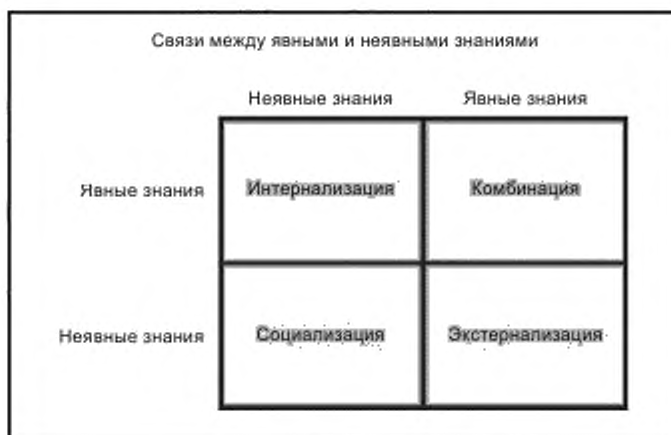 Связи между явными и неявными знаниями
Неявные знания Явные знания
Явные знания Интернализация Комбинация
Неявные знания Социализация Экстернализация